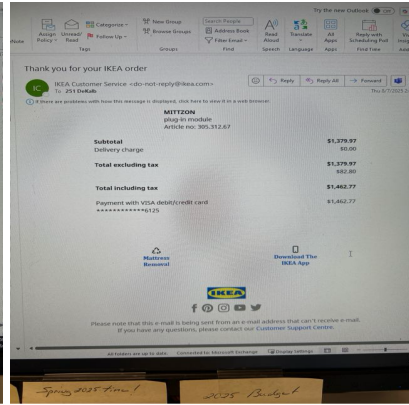 Try the new Outlook
Off
Assign Policy
Unread/ Read
Categorize
Follow Up
Tags
New Group
Browse Groups
Groups
Search People
Address Book
Filter Email
Find
Read Aloud
Speech
Translate
Language
All Apps
Apps
Reply with Scheduling Poll
Find Time
Thank you for your IKEA order
IC
IKEA Customer Service <do-not-reply@ikea.com>
To 251 DeKalb
Reply
Reply All
Forward
If there are problems with how this message is displayed, click here to view it in a web browser.
MITTZON
plug-in module
Article no: 305.312.67
Subtotal $1,379.97
Delivery charge $0.00
Total excluding tax $1,379.97
$82.80
Total including tax $1,462.77
Payment with VISA debit/credit card $1,462.77
************6125
Mattress Removal
Download The IKEA App
IKEA
Please note that this e-mail is being sent from an e-mail address that can't receive e-mail.
If you have any questions, please contact our Customer Support Centre.
All folders are up to date.
Connected to: Microsoft Exchange
Display Settings
Spring 2025
2025 Budget